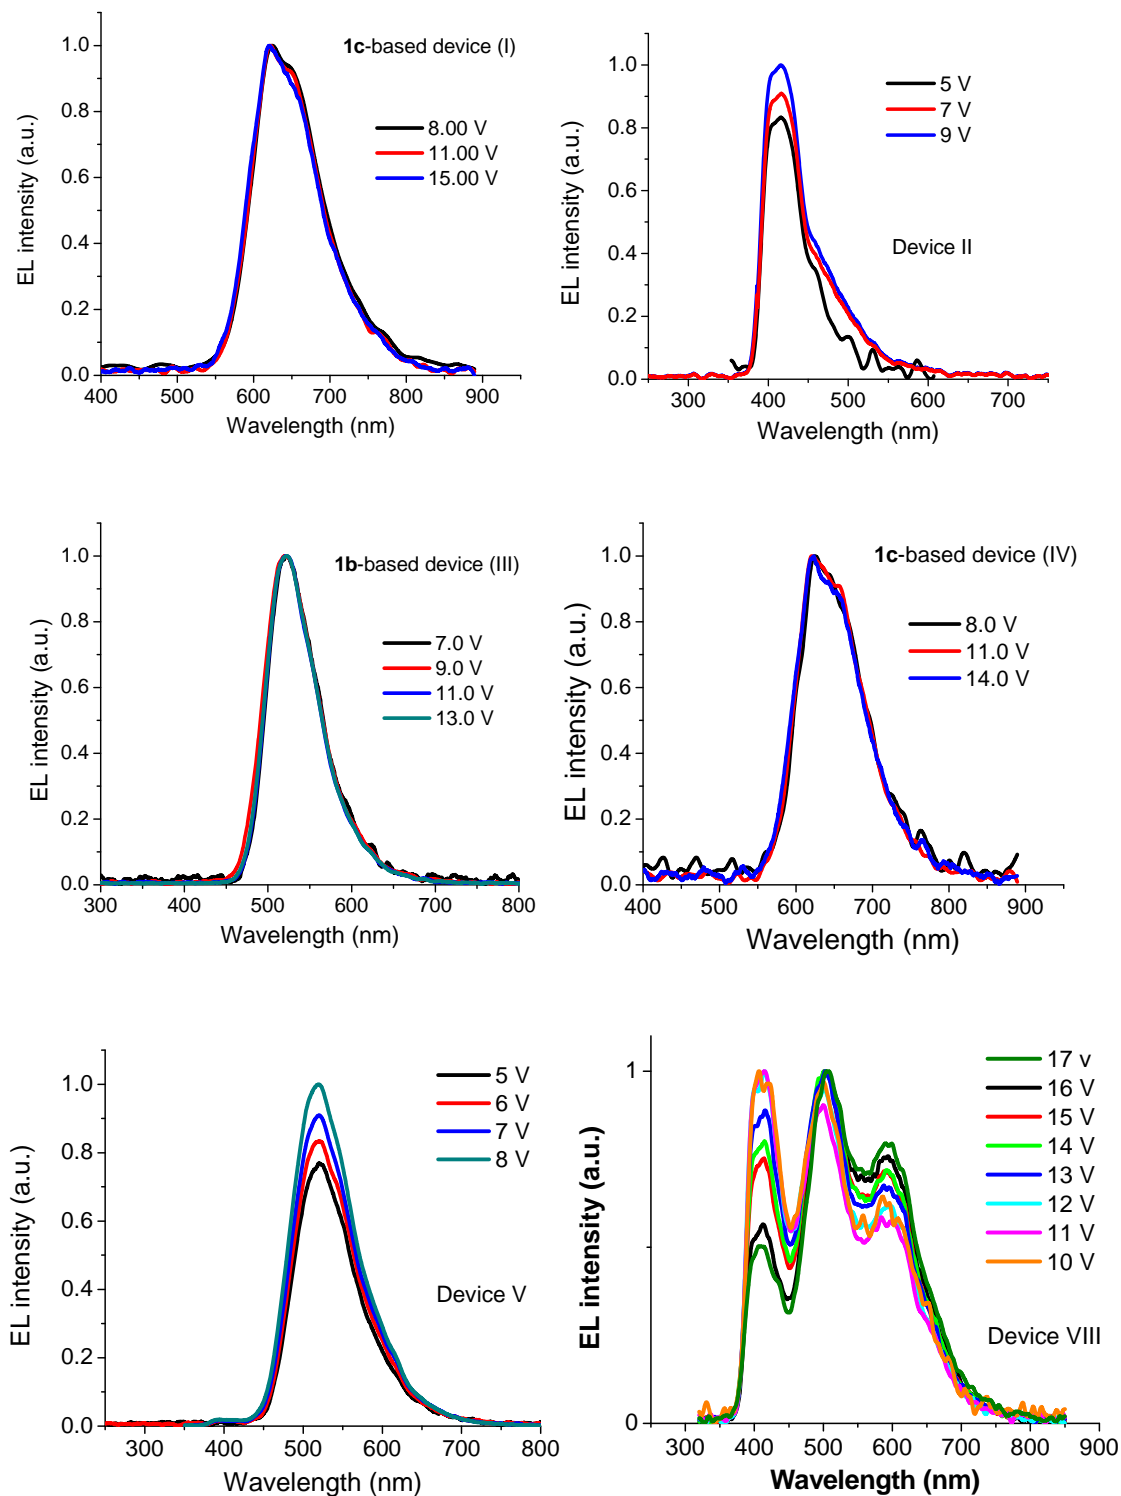 1c-based device (I)
EL intensity (a.u.)
1.0
0.8
0.6
0.4
0.2
0.0
8.00 V
11.00 V
15.00 V
400 500 600 700 800 900
Wavelength (nm)
EL intensity (a.u.)
1.0
0.8
0.6
0.4
0.2
0.0
5 V
7 V
9 V
Device II
300 400 500 600 700
Wavelength (nm)
1b-based device (III)
EL intensity (a.u.)
1.0
0.8
0.6
0.4
0.2
0.0
7.0 V
9.0 V
11.0 V
13.0 V
300 400 500 600 700 800
Wavelength (nm)
1c-based device (IV)
EL intensity (a.u.)
1.0
0.8
0.6
0.4
0.2
0.0
8.0 V
11.0 V
14.0 V
400 500 600 700 800 900
Wavelength (nm)
EL intensity (a.u.)
1.0
0.8
0.6
0.4
0.2
0.0
5 V
6 V
7 V
8 V
Device V
300 400 500 600 700 800
Wavelength (nm)
EL intensity (a.u.)
1
0
17 v
16 V
15 V
14 V
13 V
12 V
11 V
10 V
Device VIII
300 400 500 600 700 800 900
Wavelength (nm)